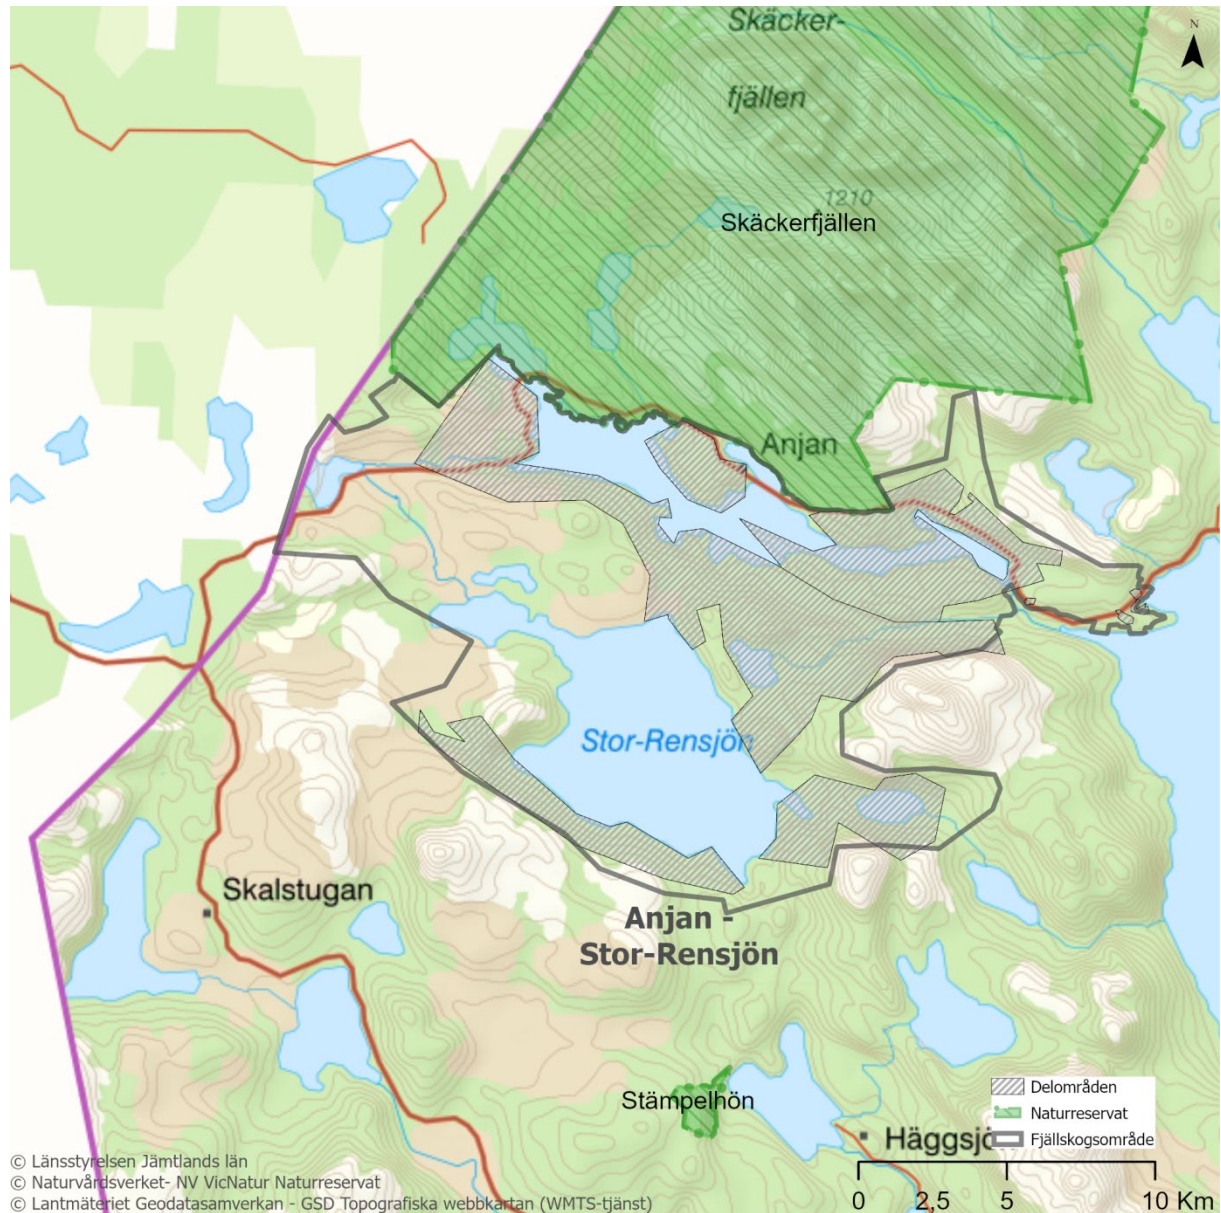 Skäcker-
fjällen
N
1210
Skäckerfjällen
Anjan
Stor-Rensjön
Skalstugan
Anjan -
Stor-Rensjön
Stämpelhön
Häggsjö
Delområden
Naturreservat
Fjällskogsområde
© Länsstyrelsen Jämtlands län
© Naturvårdsverket- NV VicNatur Naturreservat
© Lantmäteriet Geodatasamverkan - GSD Topografiska webbkartan (WMTS-tjänst)
0 2,5 5 10 Km